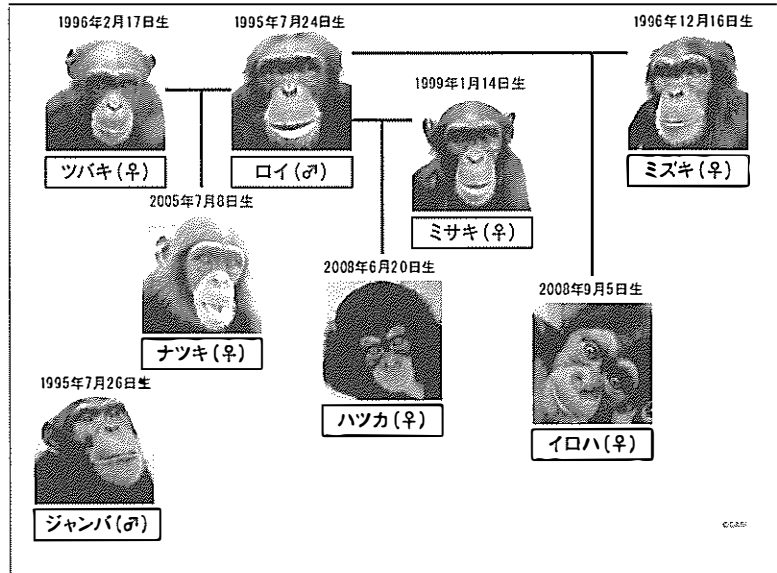 1996年2月17日生
1995年7月24日生
1996年12月16日生
1999年1月14日生
ツバキ(♀)
ロイ(♂)
ミズキ(♀)
ミサキ(♀)
2005年7月8日生
2008年6月20日生
2008年9月5日生
ナツキ(♀)
ハツカ(♀)
イロハ(♀)
1995年7月26日生
ジャンバ(♂)